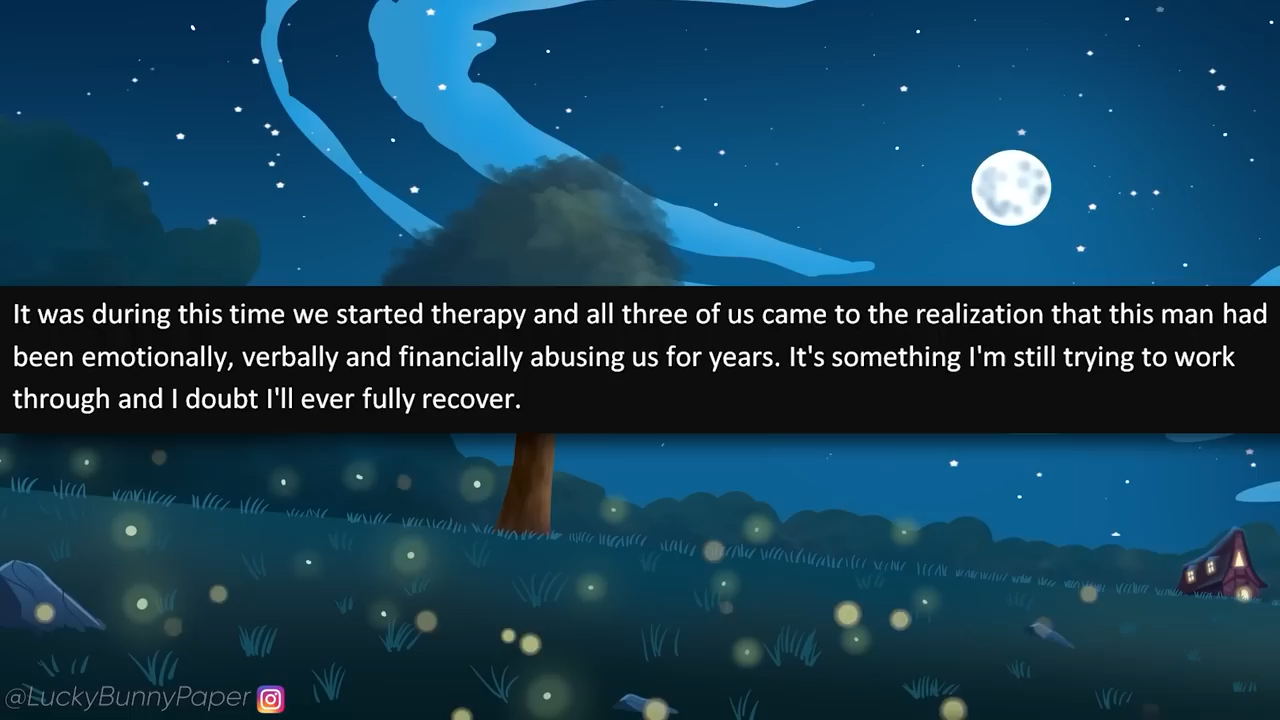 It was during this time we started therapy and all three of us came to the realization that this man had
been emotionally, verbally and financially abusing us for years. It's something I'm still trying to work
through and I doubt I'll ever fully recover.
@LuckyBunnyPaper